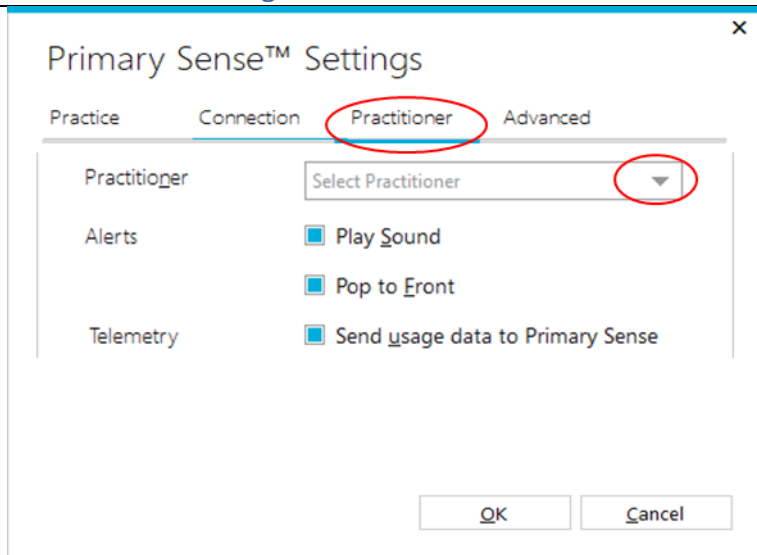 Primary Sense™ Settings
Practice Connection Practitioner Advanced
Practitioner Select Practitioner
Alerts Play Sound
Pop to Front
Telemetry Send usage data to Primary Sense
OK Cancel